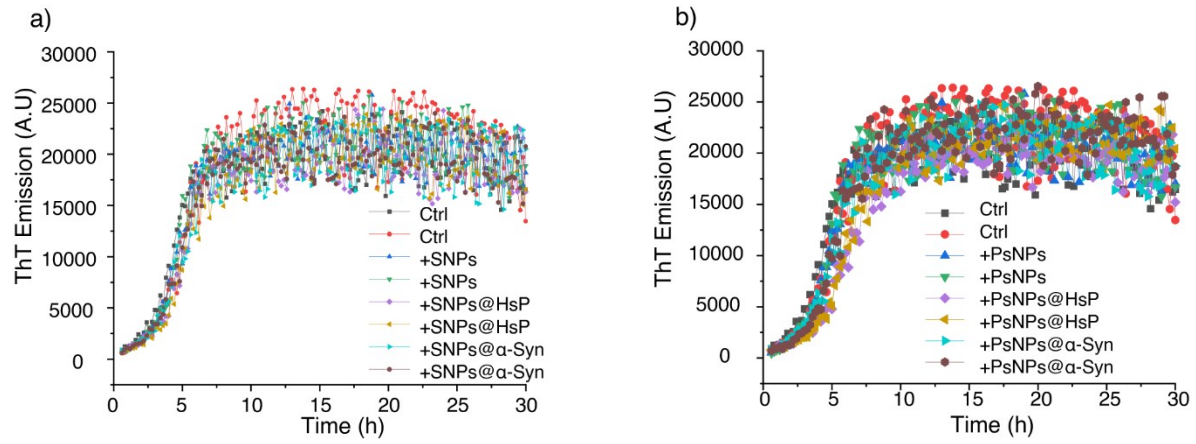 a)
30000
25000
20000
15000
10000
5000
0
ThT Emission (A.U)
0
5
10
15
20
25
30
Time (h)
Ctrl
Ctrl
+SNPs
+SNPs
+SNPs@HsP
+SNPs@HsP
+SNPs@α-Syn
+SNPs@α-Syn
b)
30000
25000
20000
15000
10000
5000
0
ThT Emission (A.U)
0
5
10
15
20
25
30
Time (h)
Ctrl
Ctrl
+PsNPs
+PsNPs
+PsNPs@HsP
+PsNPs@HsP
+PsNPs@α-Syn
+PsNPs@α-Syn